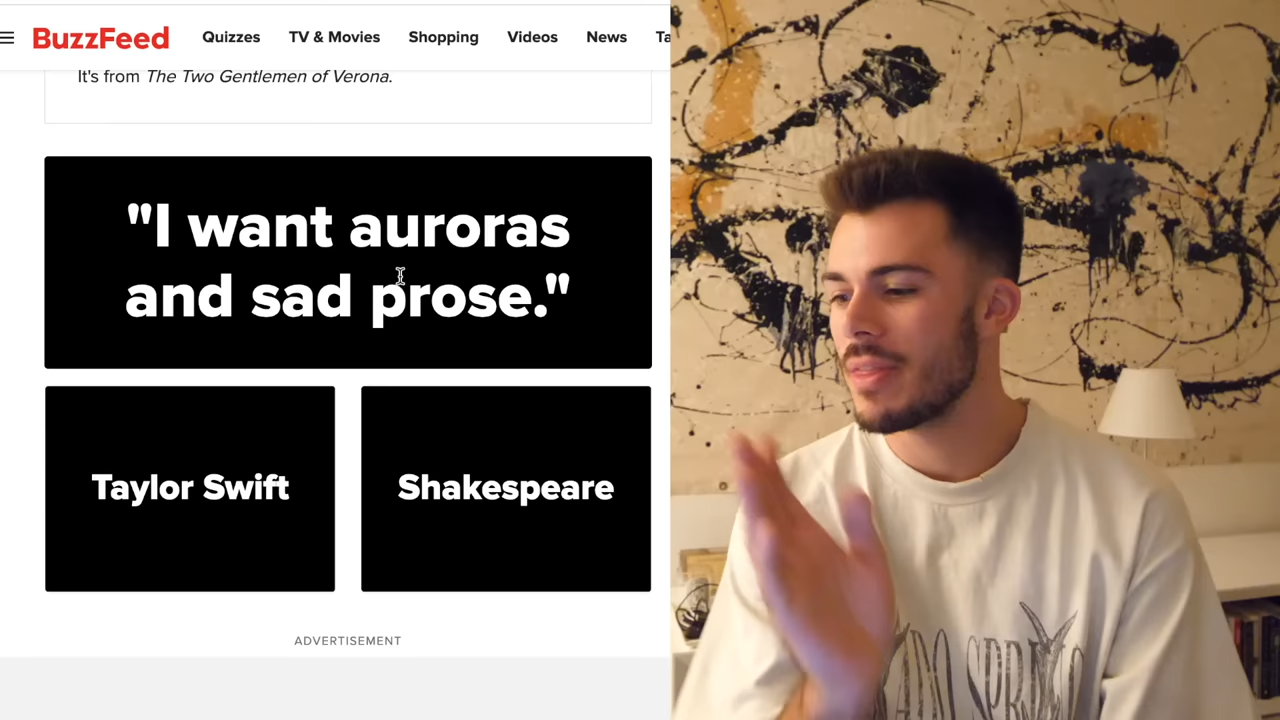 BuzzFeed Quizzes TV & Movies Shopping Videos News Ta
It's from The Two Gentlemen of Verona.
"I want auroras
and sad prose."
Taylor Swift
Shakespeare
ADVERTISEMENT